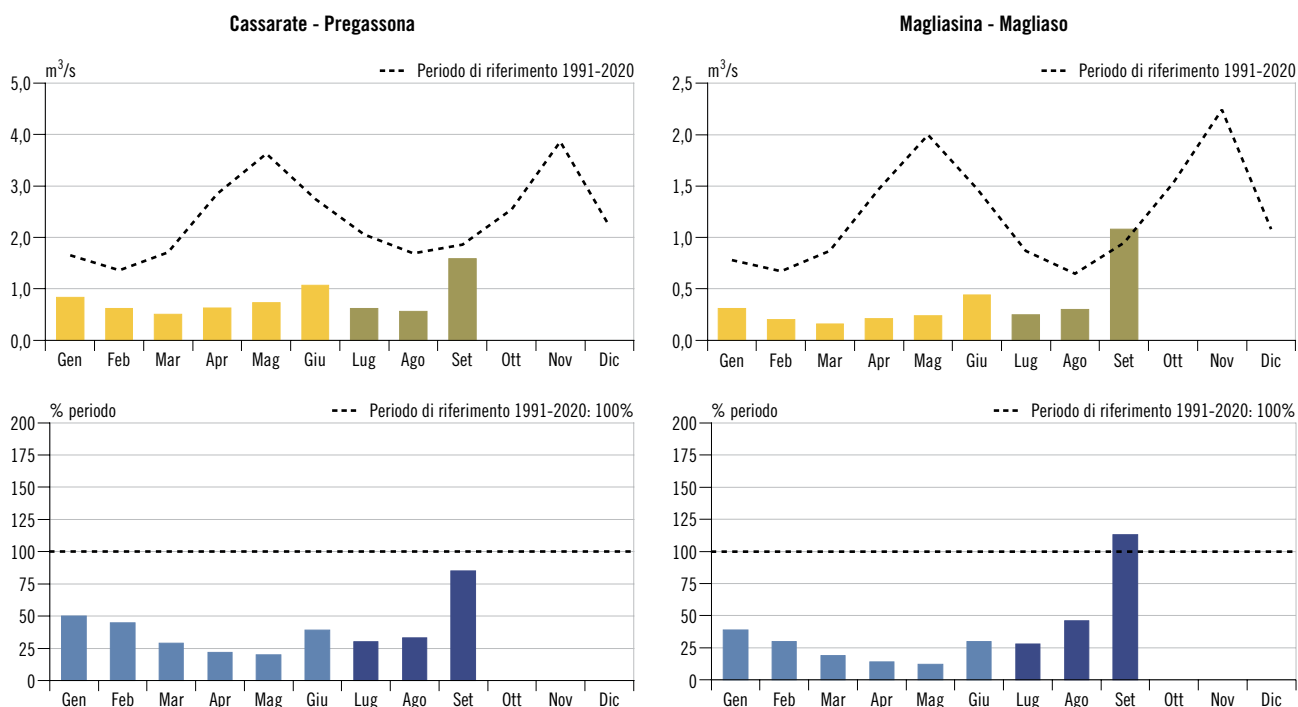 Cassarate - Pregassona
m³/s
Periodo di riferimento 1991-2020
5,0
4,0
3,0
2,0
1,0
0,0
Gen Feb Mar Apr Mag Giu Lug Ago Set Ott Nov Dic
Magliasina - Magliaso
m³/s
Periodo di riferimento 1991-2020
2,5
2,0
1,5
1,0
0,5
0,0
Gen Feb Mar Apr Mag Giu Lug Ago Set Ott Nov Dic
% periodo
Periodo di riferimento 1991-2020: 100%
200
175
150
125
100
75
50
25
0
Gen Feb Mar Apr Mag Giu Lug Ago Set Ott Nov Dic
% periodo
Periodo di riferimento 1991-2020: 100%
200
175
150
125
100
75
50
25
0
Gen Feb Mar Apr Mag Giu Lug Ago Set Ott Nov Dic